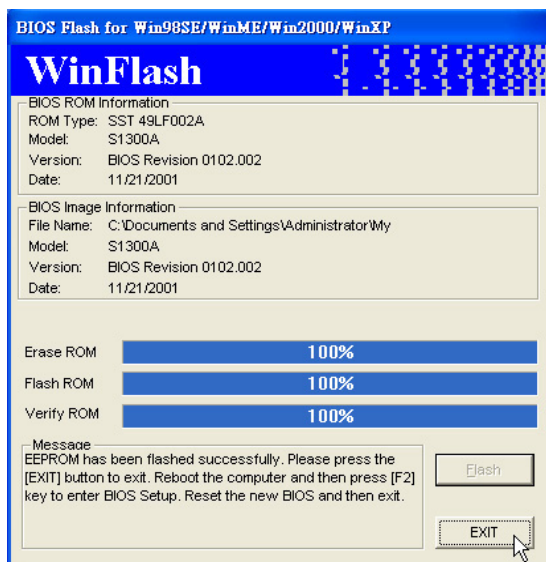 BIOS Flash for Win98SE/WinME/Win2000/WinXP
WinFlash
BIOS ROM Information
ROM Type: SST 49LF002A
Model: S1300A
Version: BIOS Revision 0102.002
Date: 11/21/2001
BIOS Image Information
File Name: C:\Documents and Settings\Administrator\My
Model: S1300A
Version: BIOS Revision 0102.002
Date: 11/21/2001
Erase ROM 100%
Flash ROM 100%
Verify ROM 100%
Message
EEPROM has been flashed successfully. Please press the
[EXIT] button to exit. Reboot the computer and then press [F2]
key to enter BIOS Setup. Reset the new BIOS and then exit.
Flash
EXIT